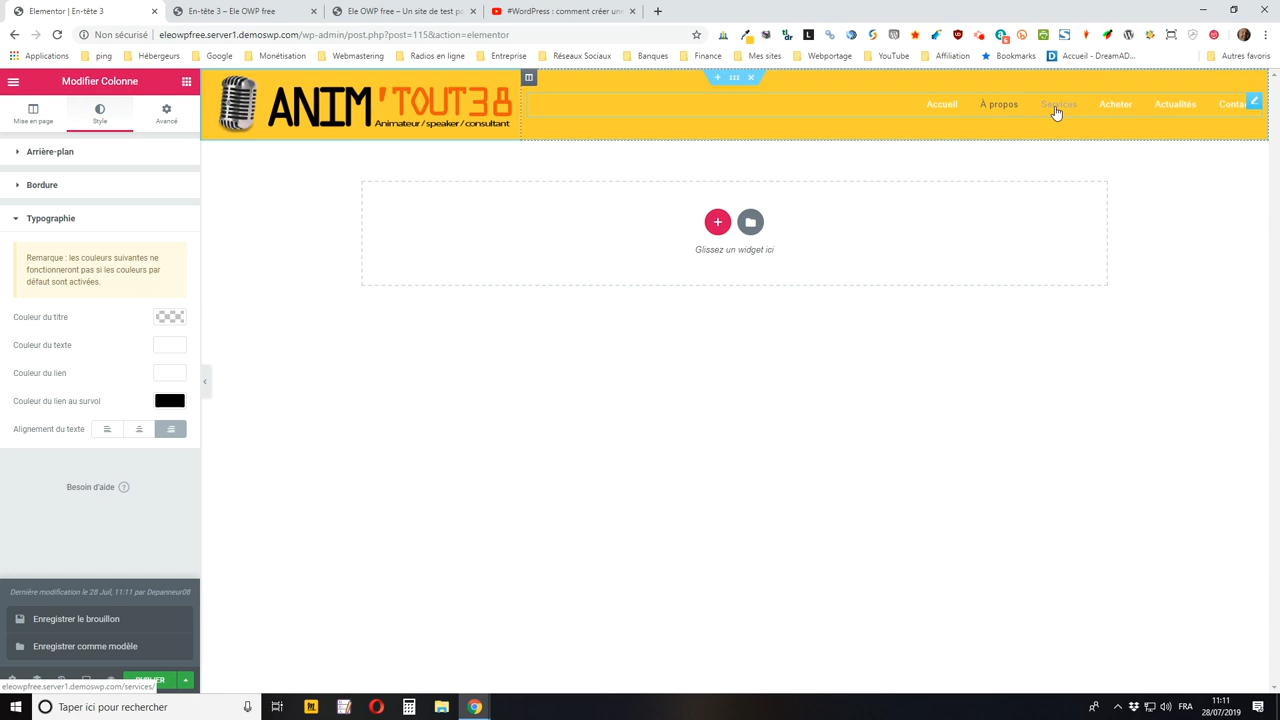 Elementor | En-tête 3
En-tête 3 – Ele OWP free
Ele OWP free – Un site de test po
#WordPress : comment créer une
Non sécurisé | eleowpfree.server1.demoswp.com/wp-admin/post.php?post=115&action=elementor
Applications ping Hébergeurs Google Monétisation Webmastering Radios en ligne Entreprise Réseaux Sociaux Banques Finance Mes sites Webportage YouTube Affiliation Bookmarks Accueil - DreamAD... Autres favoris
Modifier Colonne
Mise en page Style Avancé
ANIM'TOUT38
Animateur/speaker/consultant
Accueil À propos Services Acheter Actualités Contac
Arrière-plan
Bordure
Typographie
Remarque : les couleurs suivantes ne
fonctionneront pas si les couleurs par
défaut sont activées.
Couleur du titre
Couleur du texte
Couleur du lien
Couleur du lien au survol
Alignement du texte
Glissez un widget ici
Besoin d'aide ?
Dernière modification le 28 Juil, 11:11 par Depanneur08
Enregistrer le brouillon
Enregistrer comme modèle
PUBLIER
eleowpfree.server1.demoswp.com/services/
Taper ici pour rechercher
FRA
11:11
28/07/2019